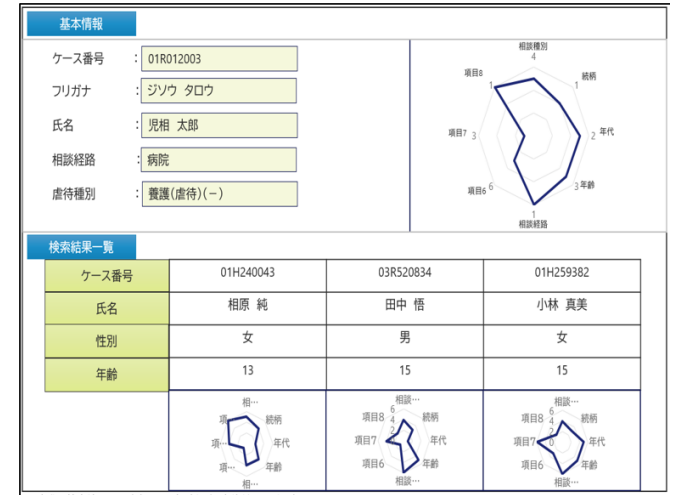 基本情報
ケース番号 : 01R012003
フリガナ : ジソウ タロウ
氏名 : 児相 太郎
相談経路 : 病院
虐待種別 : 養護(虐待)(-)
相談種別
4
項目8
1
続柄
1
項目7 3
2 年代
項目6 6
3 年齢
1
相談経路
検索結果一覧
ケース番号 01H240043 03R520834 01H259382
氏名 相原 純 田中 悟 小林 真美
性別 女 男 女
年齢 13 15 15
相…
項…
続柄
項…
年代
項…
年齢
相…
相談…
6
項目8 4 続柄
2
項目7 年代
項目6 年齢
相談…
相談…
6
項目8 4 続柄
2
項目7 0 年代
項目6 年齢
相談…